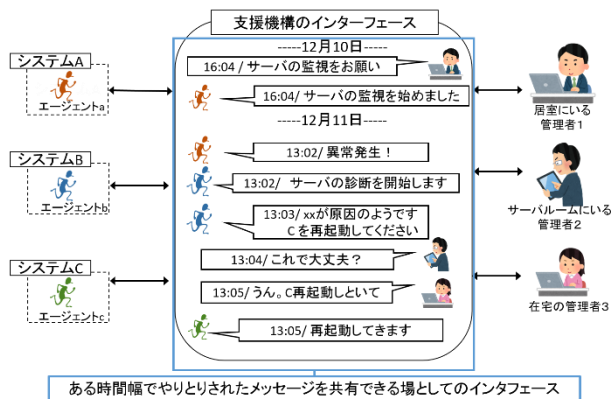 支援機構のインターフェース
-----12月10日-----
16:04 / サーバの監視をお願い
16:04/ サーバの監視を始めました
-----12月11日-----
13:02/ 異常発生！
13:02/ サーバの診断を開始します
13:03/ xxが原因のようです
Cを再起動してください
13:04/ これで大丈夫？
13:05/ うん。C再起動しといて
13:05/ 再起動してきます
システムA
エージェントa
システムB
エージェントb
システムC
エージェントc
居室にいる
管理者1
サーバルームにいる
管理者2
在宅の管理者3
ある時間幅でやりとりされたメッセージを共有できる場としてのインタフェース